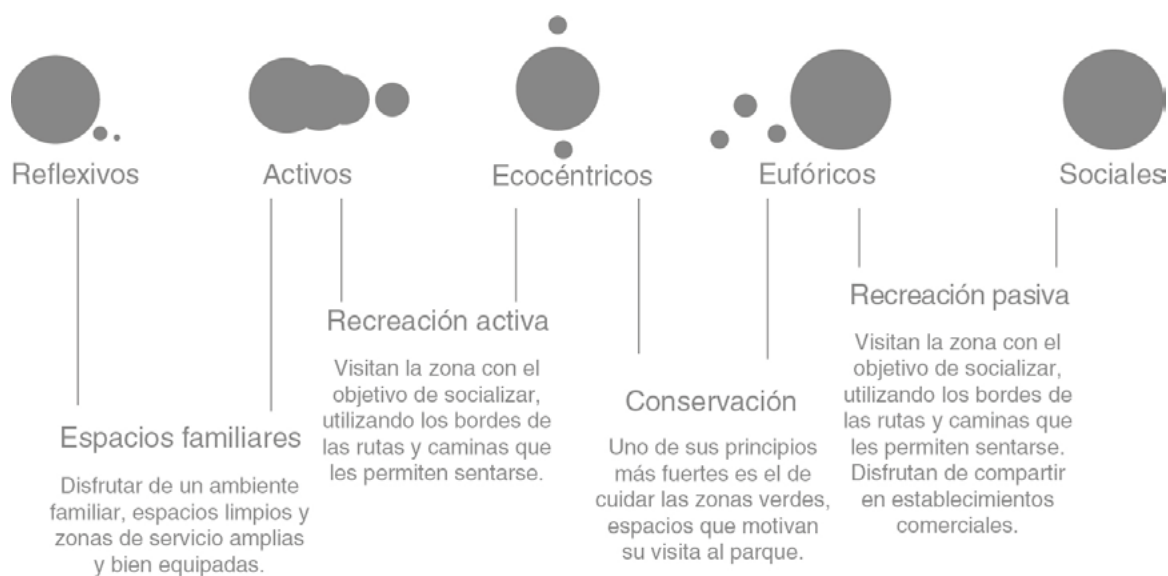 Reflexivos
Activos
Ecocéntricos
Eufóricos
Sociales
Espacios familiares
Disfrutar de un ambiente
familiar, espacios limpios y
zonas de servicio amplias
y bien equipadas.
Recreación activa
Visitan la zona con el
objetivo de socializar,
utilizando los bordes de
las rutas y caminas que
les permiten sentarse.
Conservación
Uno de sus principios
más fuertes es el de
cuidar las zonas verdes,
espacios que motivan
su visita al parque.
Recreación pasiva
Visitan la zona con el
objetivo de socializar,
utilizando los bordes de
las rutas y caminas que
les permiten sentarse.
Disfrutan de compartir
en establecimientos
comerciales.